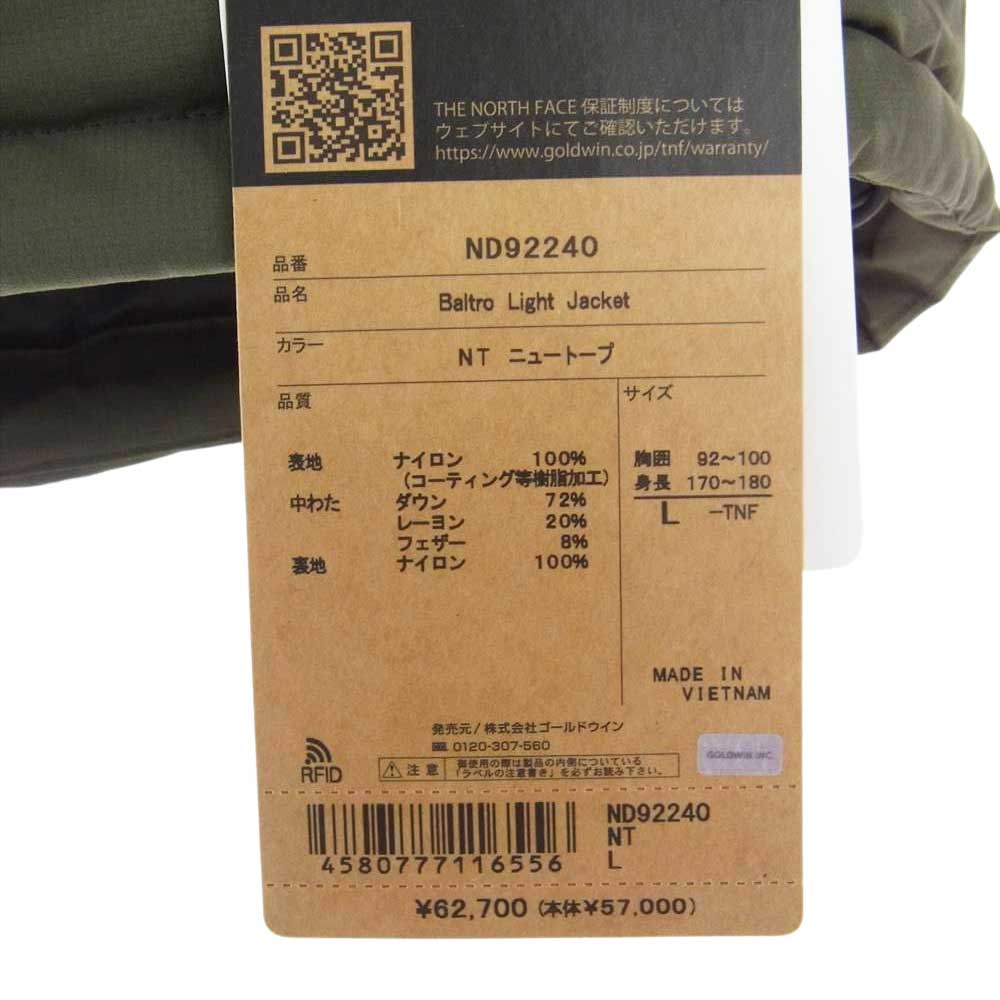 THE NORTH FACE 保証制度については
ウェブサイトにてご確認いただけます。
https://www.goldwin.co.jp/tnf/warranty/
品番 ND92240
品名 Baltro Light Jacket
カラー NT ニュートープ
品質
表地 ナイロン 100%
(コーティング等樹脂加工)
中わた ダウン 72%
レーヨン 20%
フェザー 8%
裏地 ナイロン 100%
サイズ
胸囲 92~100
身長 170~180
L -TNF
MADE IN
VIETNAM
発売元/株式会社ゴールドウイン
0120-307-560
RFID
注意 御使用の際は製品の内側についている
「ラベルの注意書き」を必ずお読み下さい。
GOLDWIN INC.
4580777116556
ND92240
NT
L
¥62,700 (本体¥57,000)